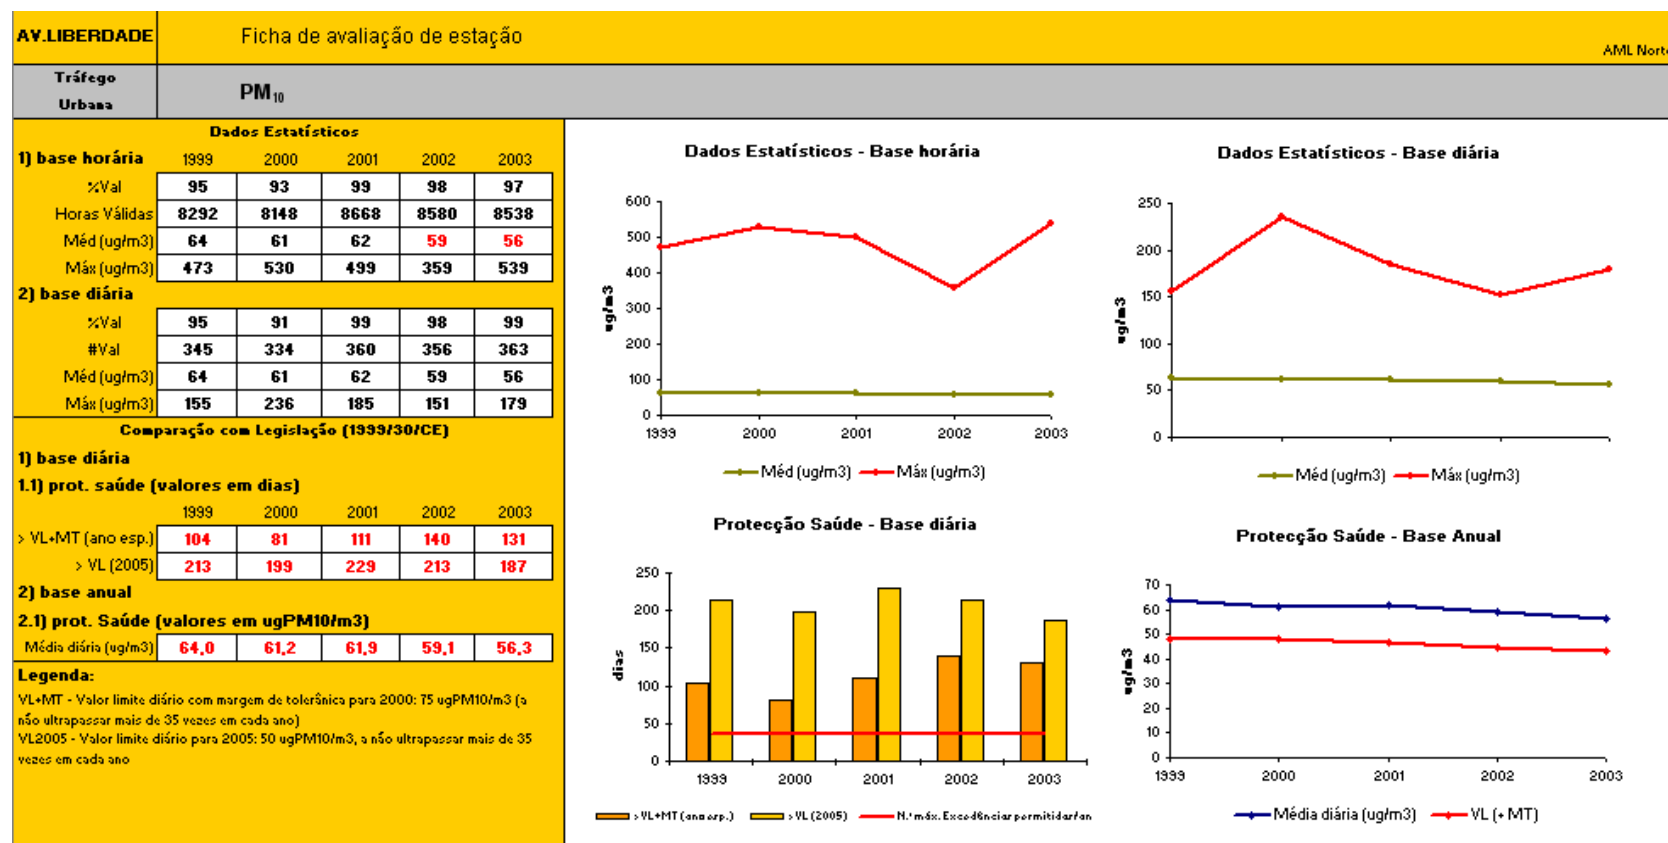 AV.LIBERDADE
Ficha de avaliação de estação
AML Norte
Tráfego
Urbana
PM10
Dados Estatísticos
1) base horária 1999 2000 2001 2002 2003
%Val 95 93 99 98 97
Horas Válidas 8292 8148 8668 8580 8538
Méd (ug/m3) 64 61 62 59 56
Máx (ug/m3) 473 530 499 359 539
2) base diária
%Val 95 91 99 98 99
#Val 345 334 360 356 363
Méd (ug/m3) 64 61 62 59 56
Máx (ug/m3) 155 236 185 151 179
Comparação com Legislação (1999/30/CE)
1) base diária
1.1) prot. saúde (valores em dias)
1999 2000 2001 2002 2003
> VL+MT (ano esp.) 104 81 111 140 131
> VL (2005) 213 199 229 213 187
2) base anual
2.1) prot. Saúde (valores em ugPM10/m3)
Média diária (ug/m3) 64,0 61,2 61,9 59,1 56,3
Legenda:
VL+MT - Valor limite diário com margem de tolerânica para 2000: 75 ugPM10/m3 (a
não ultrapassar mais de 35 vezes em cada ano)
VL2005 - Valor limite diário para 2005: 50 ugPM10/m3, a não ultrapassar mais de 35
vezes em cada ano
Dados Estatísticos - Base horária
600
500
400
300
200
100
0
ug/m3
1999 2000 2001 2002 2003
Méd (ug/m3) Máx (ug/m3)
Dados Estatísticos - Base diária
250
200
150
100
50
0
ug/m3
Méd (ug/m3) Máx (ug/m3)
Protecção Saúde - Base diária
250
200
150
100
50
0
dias
1999 2000 2001 2002 2003
> VL+MT (ano esp.) > VL (2005) N.º máx. Excedências permitidas/an
Protecção Saúde - Base Anual
70
60
50
40
30
20
10
0
ug/m3
1999 2000 2001 2002 2003
Média diária (ug/m3) VL (+ MT)